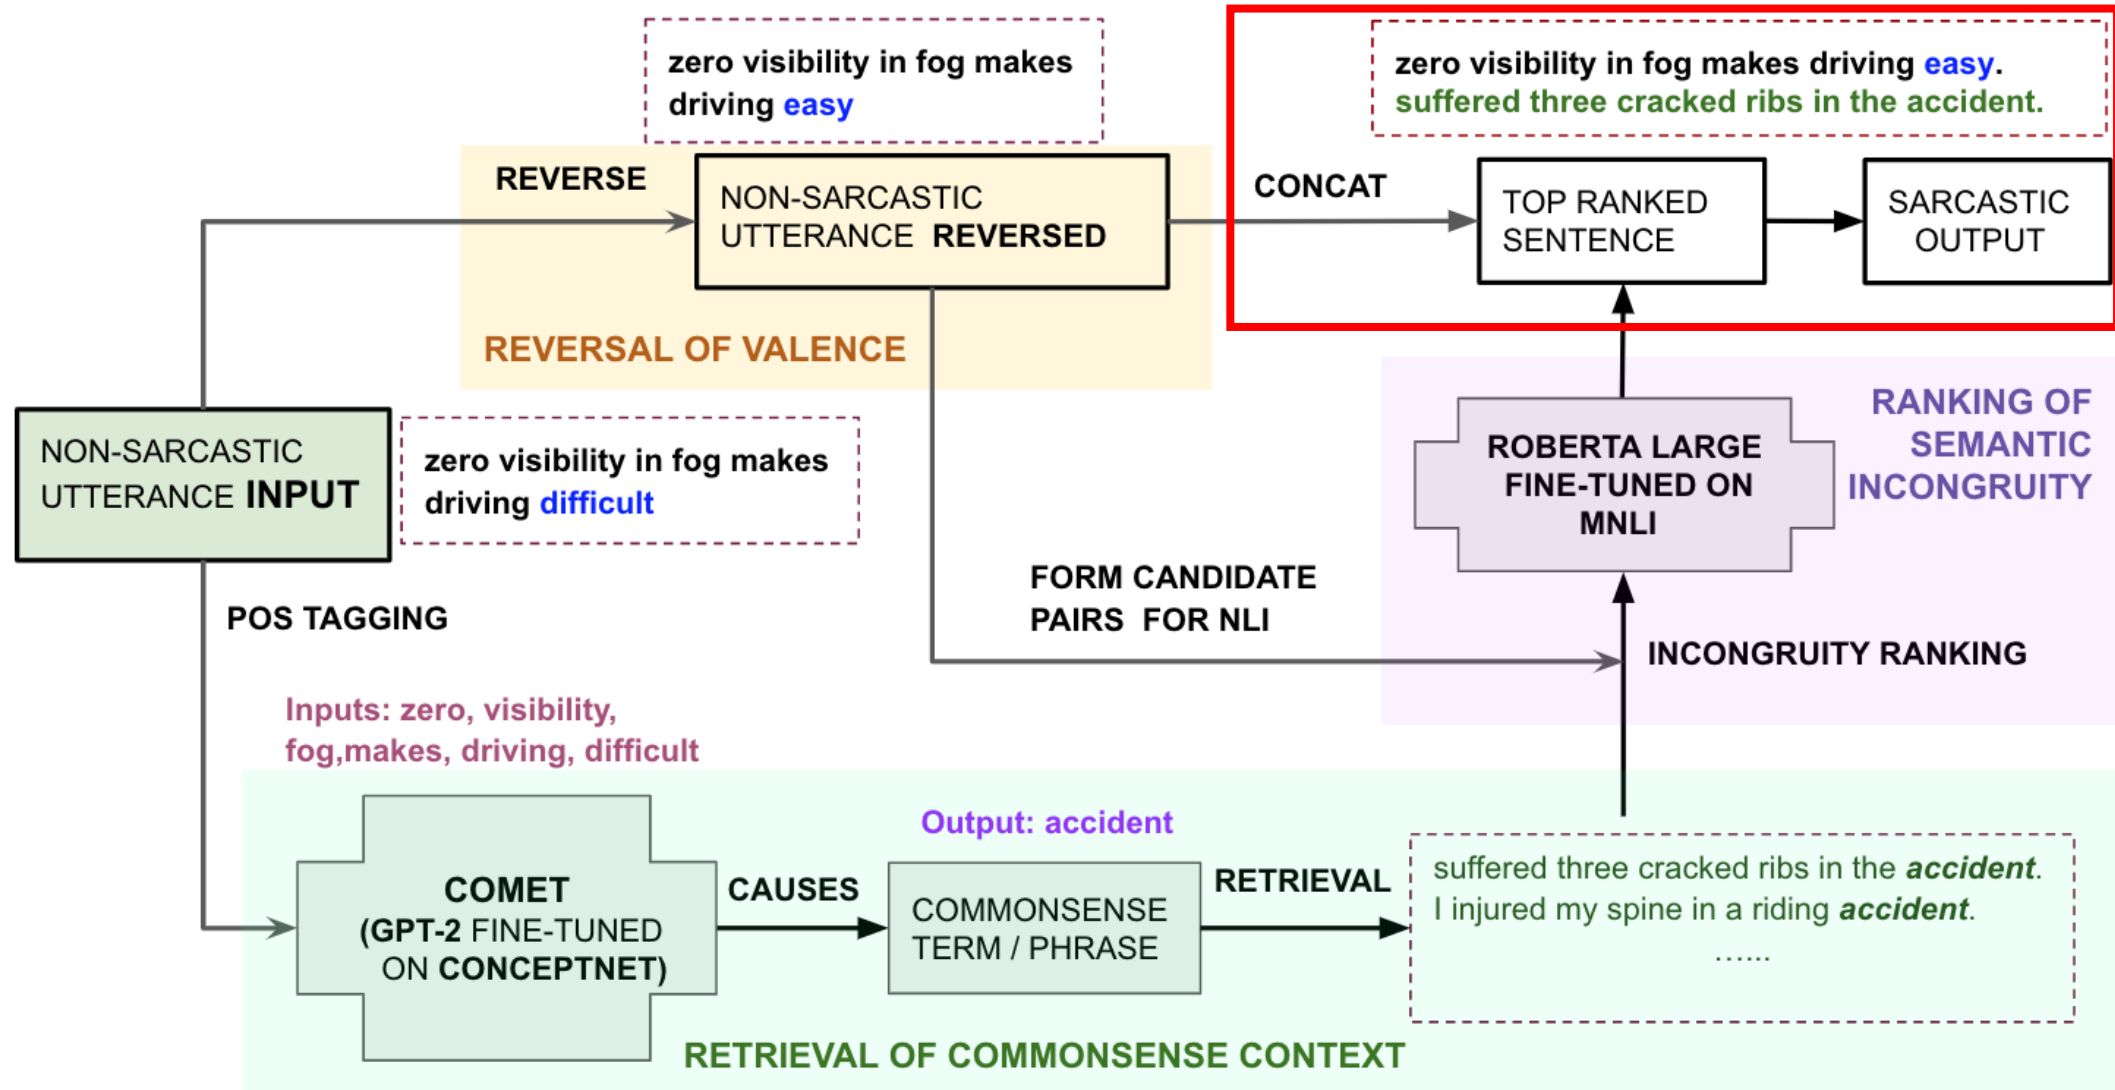 zero visibility in fog makes
driving easy
zero visibility in fog makes driving easy.
suffered three cracked ribs in the accident.
REVERSE
NON-SARCASTIC
UTTERANCE REVERSED
CONCAT
TOP RANKED
SENTENCE
SARCASTIC
OUTPUT
REVERSAL OF VALENCE
NON-SARCASTIC
UTTERANCE INPUT
zero visibility in fog makes
driving difficult
RANKING OF
SEMANTIC
INCONGRUITY
ROBERTA LARGE
FINE-TUNED ON
MNLI
POS TAGGING
FORM CANDIDATE
PAIRS FOR NLI
INCONGRUITY RANKING
Inputs: zero, visibility,
fog,makes, driving, difficult
COMET
(GPT-2 FINE-TUNED
ON CONCEPTNET)
CAUSES
Output: accident
COMMONSENSE
TERM / PHRASE
RETRIEVAL
suffered three cracked ribs in the accident.
I injured my spine in a riding accident.
…...
RETRIEVAL OF COMMONSENSE CONTEXT